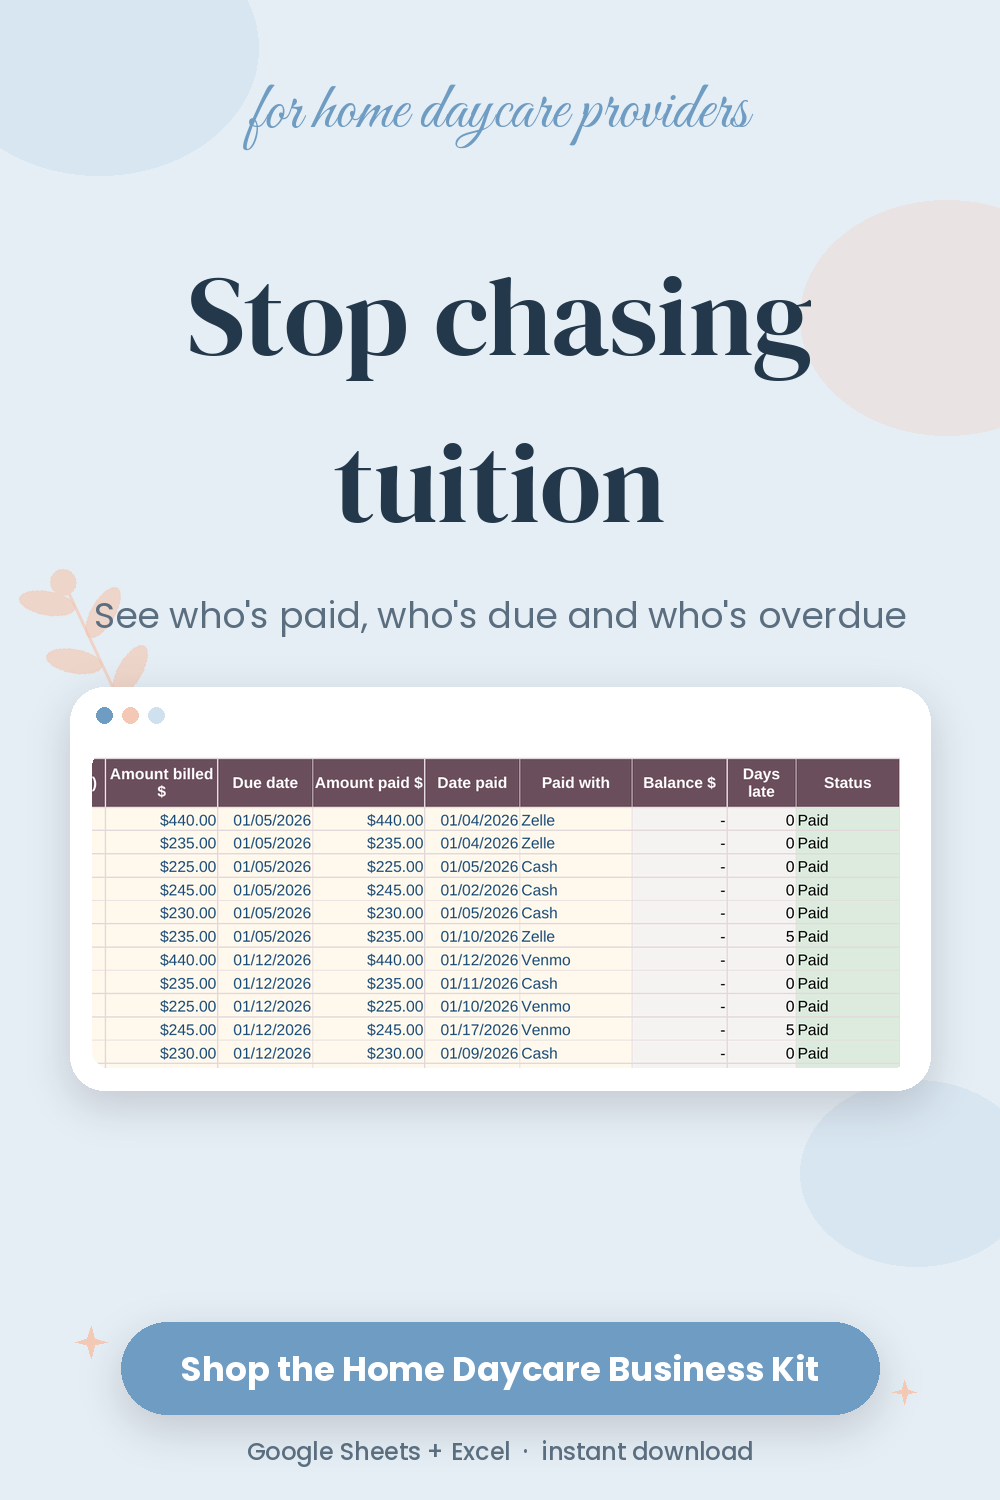 for home daycare providers
Stop chasing
tuition
See who's paid, who's due and who's overdue
) Amount billed $ Due date Amount paid $ Date paid Paid with Balance $ Days late Status
$440.00 01/05/2026 $440.00 01/04/2026 Zelle - 0 Paid
$235.00 01/05/2026 $235.00 01/04/2026 Zelle - 0 Paid
$225.00 01/05/2026 $225.00 01/05/2026 Cash - 0 Paid
$245.00 01/05/2026 $245.00 01/02/2026 Cash - 0 Paid
$230.00 01/05/2026 $230.00 01/05/2026 Cash - 0 Paid
$235.00 01/05/2026 $235.00 01/10/2026 Zelle - 5 Paid
$440.00 01/12/2026 $440.00 01/12/2026 Venmo - 0 Paid
$235.00 01/12/2026 $235.00 01/11/2026 Cash - 0 Paid
$225.00 01/12/2026 $225.00 01/10/2026 Venmo - 0 Paid
$245.00 01/12/2026 $245.00 01/17/2026 Venmo - 5 Paid
$230.00 01/12/2026 $230.00 01/09/2026 Cash - 0 Paid
Shop the Home Daycare Business Kit
Google Sheets + Excel · instant download